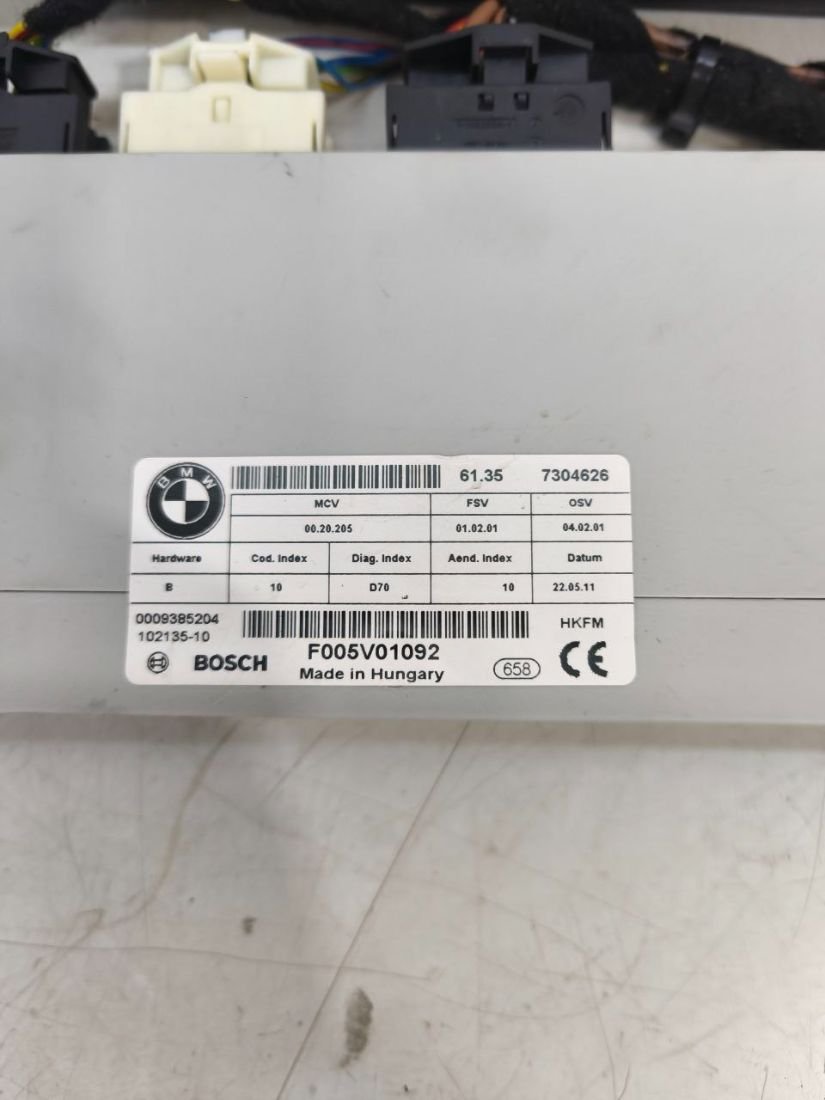 BMW 61.35 7304626
MCV FSV OSV
00.20.205 01.02.01 04.02.01
Hardware Cod. Index Diag. Index Aend. Index Datum
B 10 D70 10 22.05.11
0009385204
102135-10
HKFM
BOSCH
F005V01092
Made in Hungary
658
CE